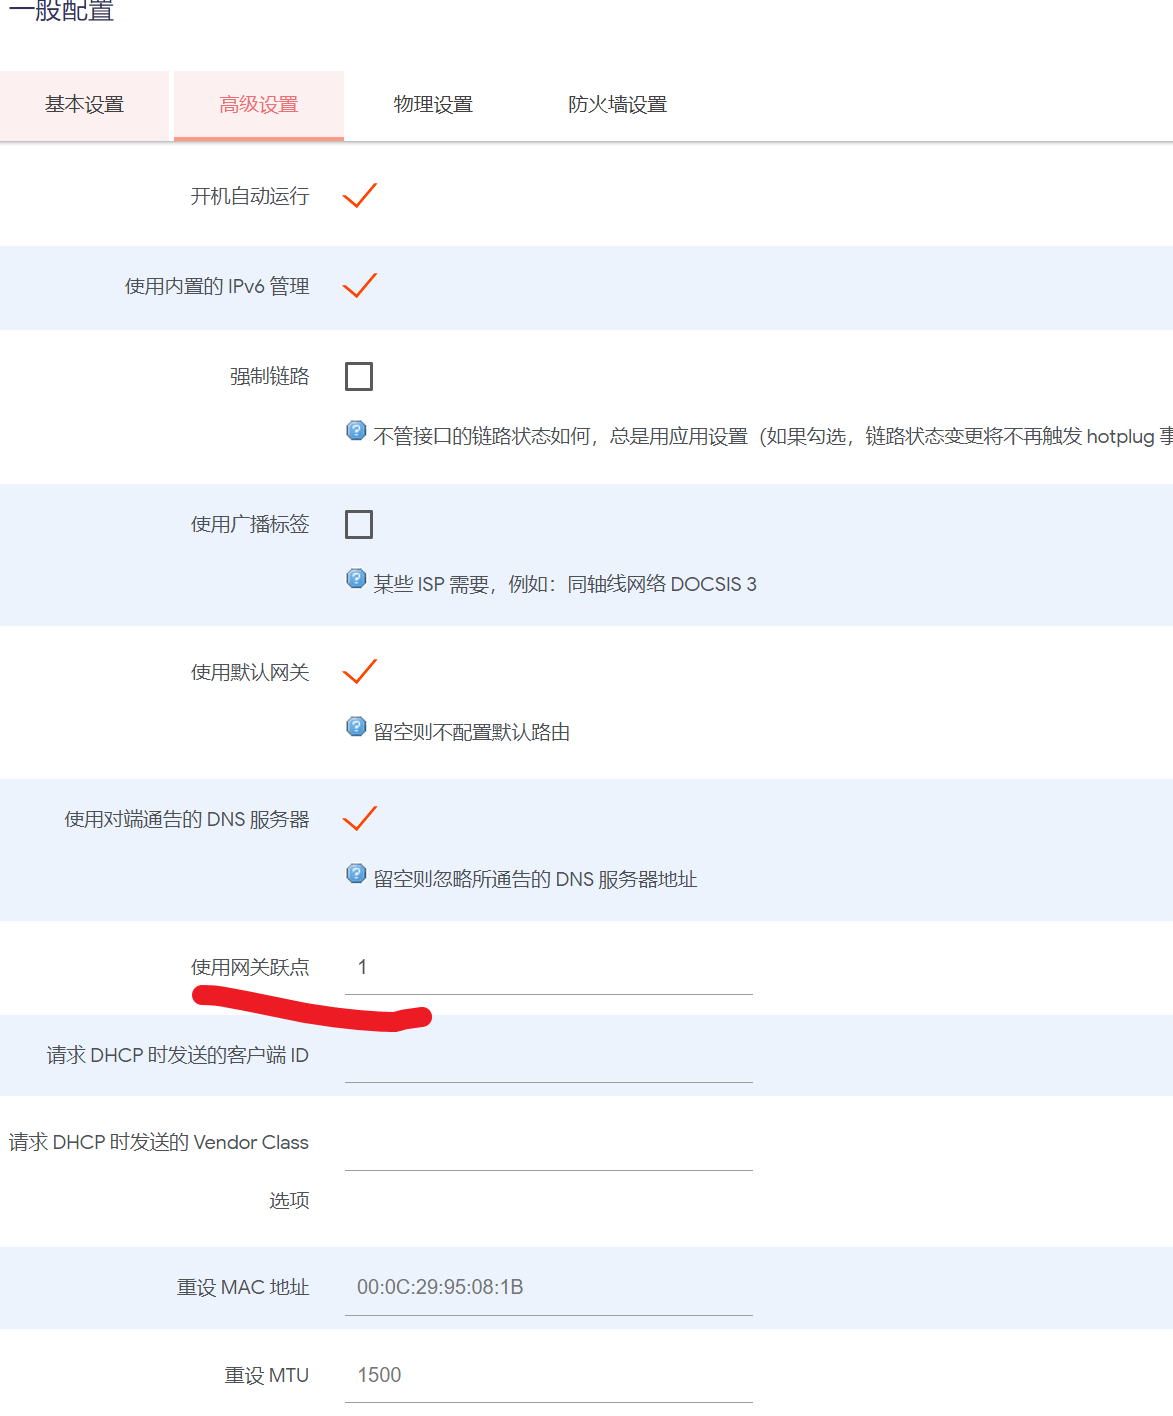 一般配置
基本设置 高级设置 物理设置 防火墙设置
开机自动运行
使用内置的 IPv6 管理
强制链路
不管接口的链路状态如何，总是用应用设置（如果勾选，链路状态变更将不再触发 hotplug 事
使用广播标签
某些 ISP 需要，例如：同轴线网络 DOCSIS 3
使用默认网关
留空则不配置默认路由
使用对端通告的 DNS 服务器
留空则忽略所通告的 DNS 服务器地址
使用网关跃点 1
请求 DHCP 时发送的客户端 ID
请求 DHCP 时发送的 Vendor Class
选项
重设 MAC 地址 00:0C:29:95:08:1B
重设 MTU 1500